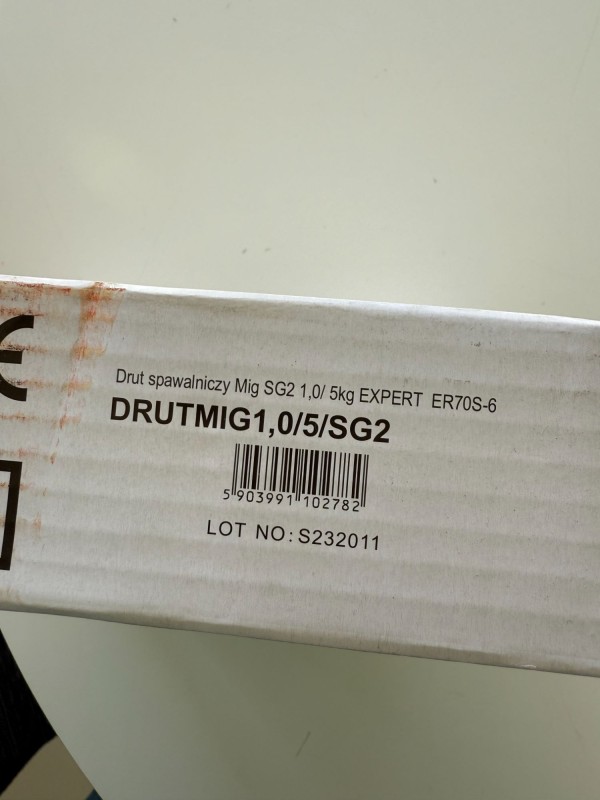 CE
Drut spawalniczy Mig SG2 1,0/ 5kg EXPERT ER70S-6
DRUTMIG1,0/5/SG2
5 903991 102782
LOT NO: S232011